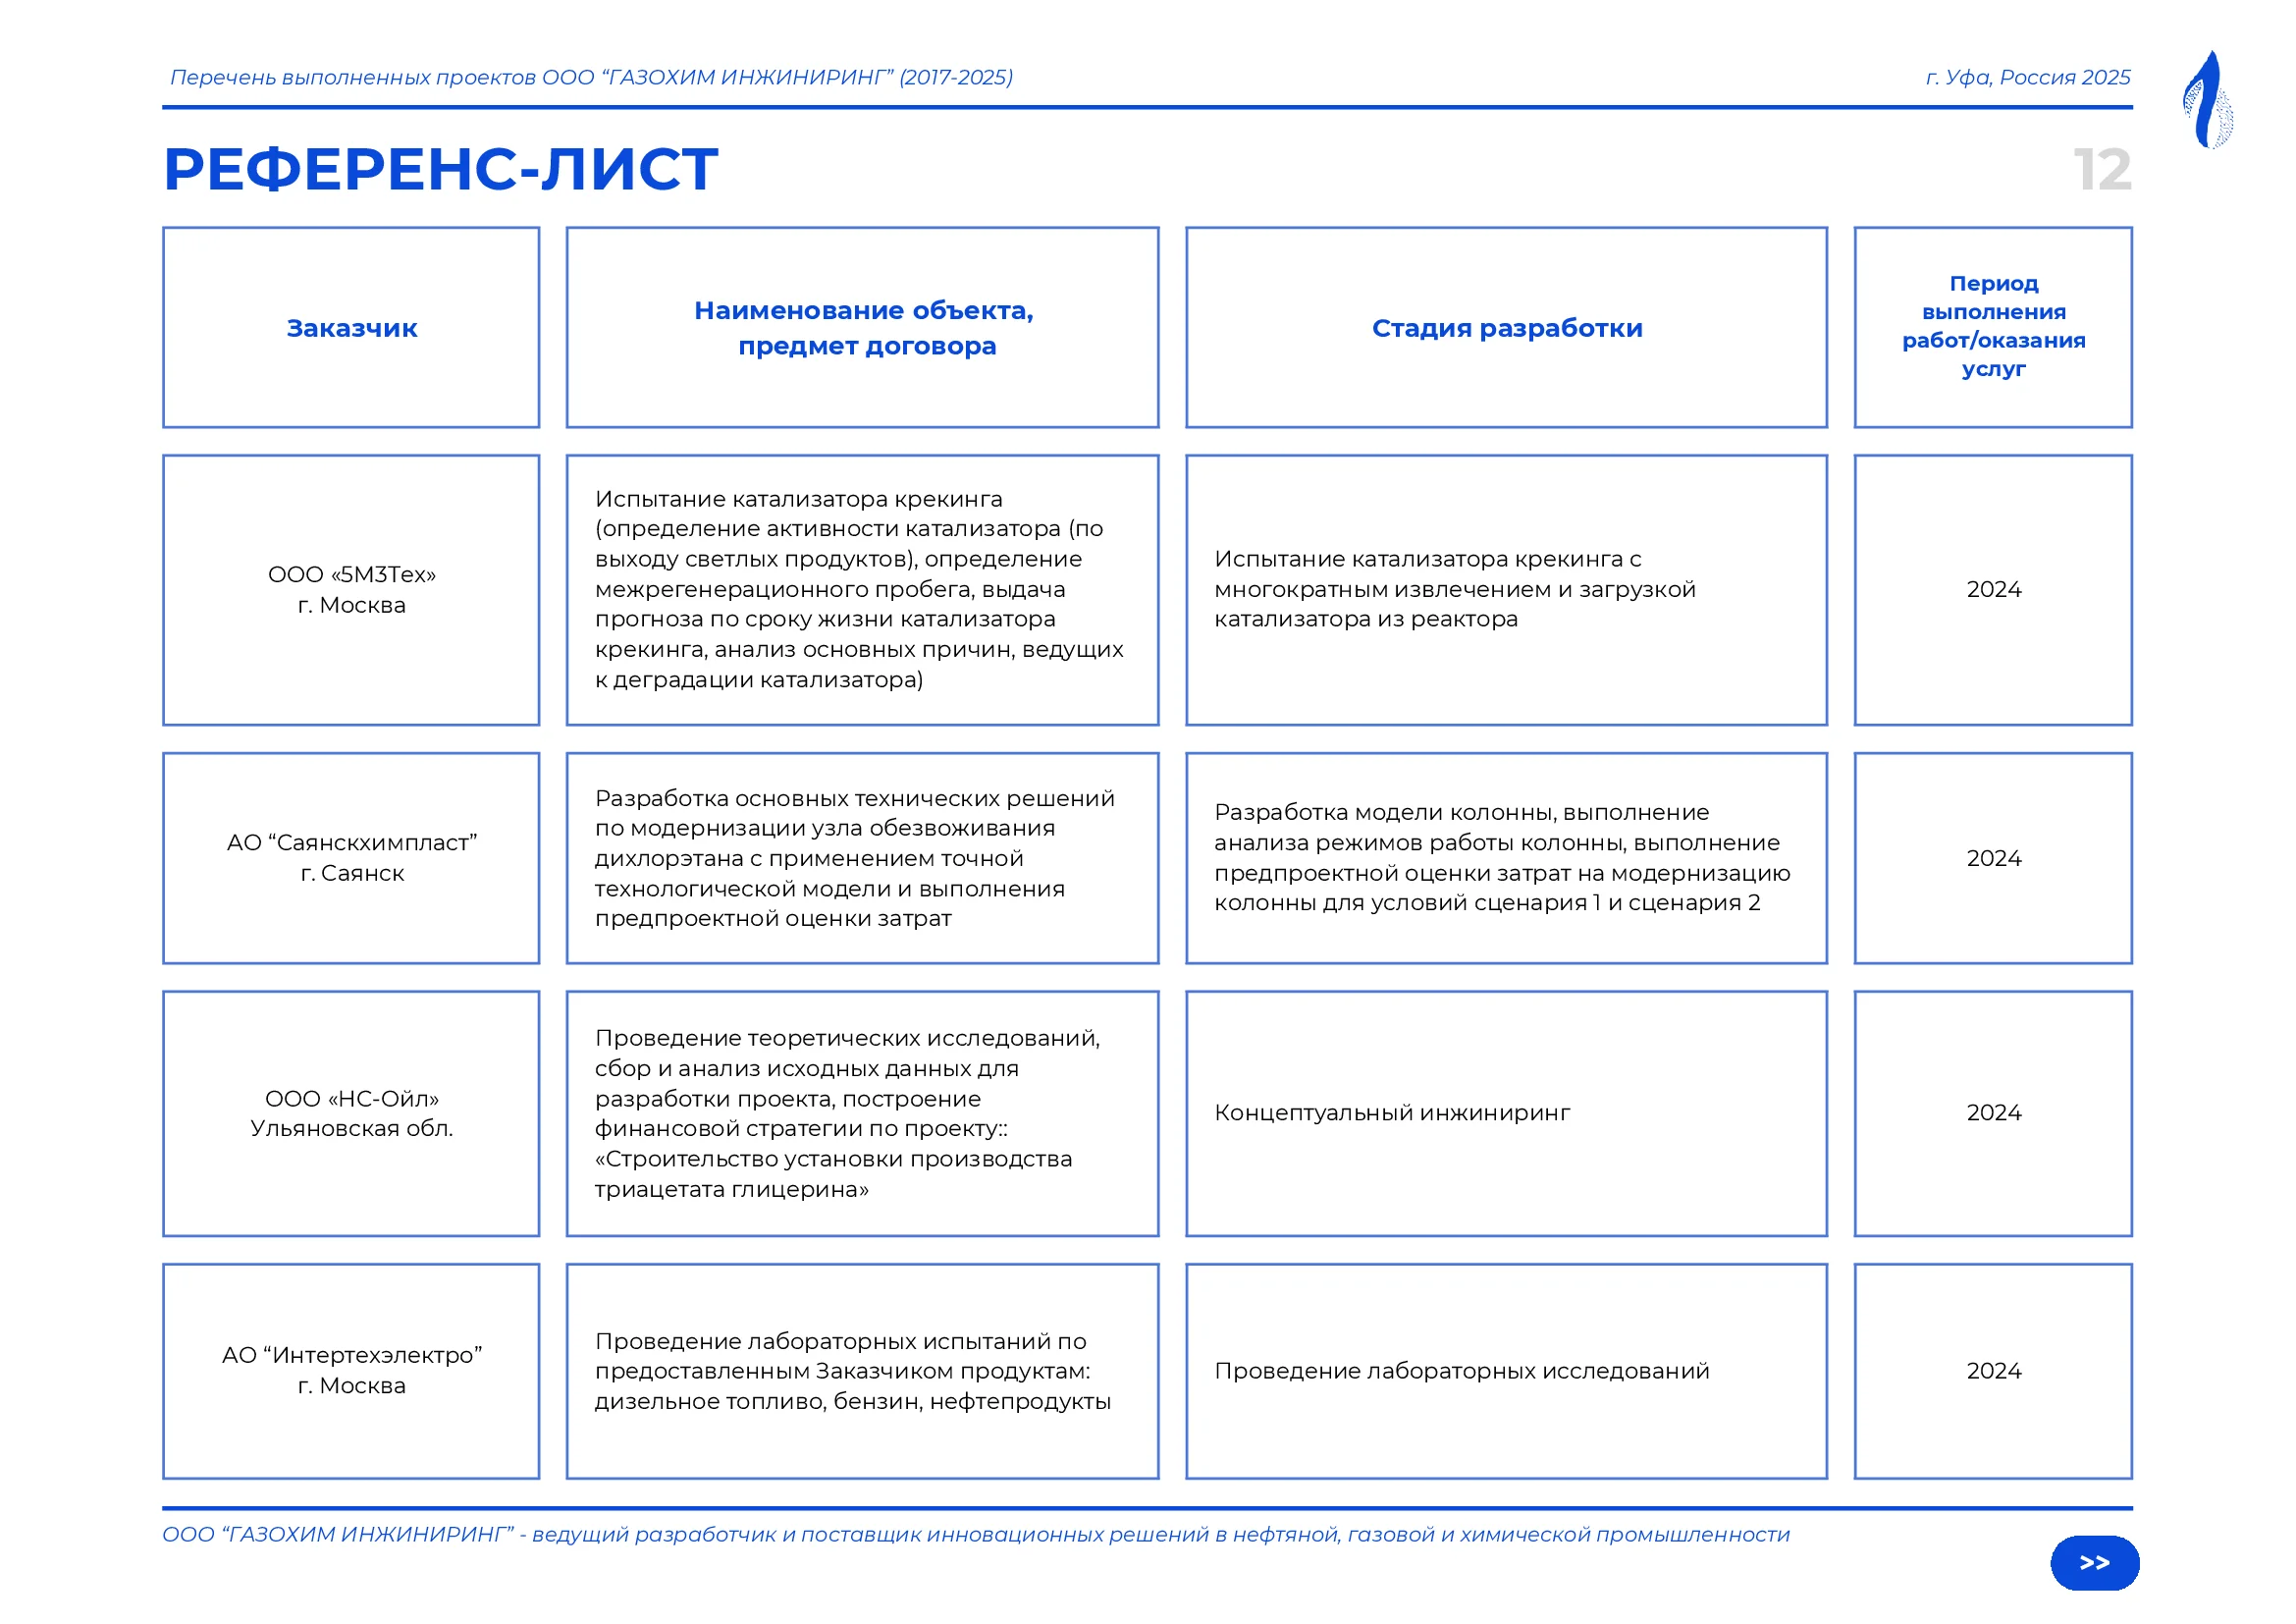 Перечень выполненных проектов ООО “ГАЗОХИМ ИНЖИНИРИНГ” (2017-2025)
г. Уфа, Россия 2025
РЕФЕРЕНС-ЛИСТ
12
Заказчик
Наименование объекта,
предмет договора
Стадия разработки
Период
выполнения
работ/оказания
услуг
ООО «5МЗТех»
г. Москва
Испытание катализатора крекинга
(определение активности катализатора (по
выходу светлых продуктов), определение
межрегенерационного пробега, выдача
прогноза по сроку жизни катализатора
крекинга, анализ основных причин, ведущих
к деградации катализатора)
Испытание катализатора крекинга с
многократным извлечением и загрузкой
катализатора из реактора
2024
АО “Саянскхимпласт”
г. Саянск
Разработка основных технических решений
по модернизации узла обезвоживания
дихлорэтана с применением точной
технологической модели и выполнения
предпроектной оценки затрат
Разработка модели колонны, выполнение
анализа режимов работы колонны, выполнение
предпроектной оценки затрат на модернизацию
колонны для условий сценария 1 и сценария 2
2024
ООО «НС-Ойл»
Ульяновская обл.
Проведение теоретических исследований,
сбор и анализ исходных данных для
разработки проекта, построение
финансовой стратегии по проекту::
«Строительство установки производства
триацетата глицерина»
Концептуальный инжиниринг
2024
АО “Интертехэлектро”
г. Москва
Проведение лабораторных испытаний по
предоставленным Заказчиком продуктам:
дизельное топливо, бензин, нефтепродукты
Проведение лабораторных исследований
2024
ООО “ГАЗОХИМ ИНЖИНИРИНГ” - ведущий разработчик и поставщик инновационных решений в нефтяной, газовой и химической промышленности
>>